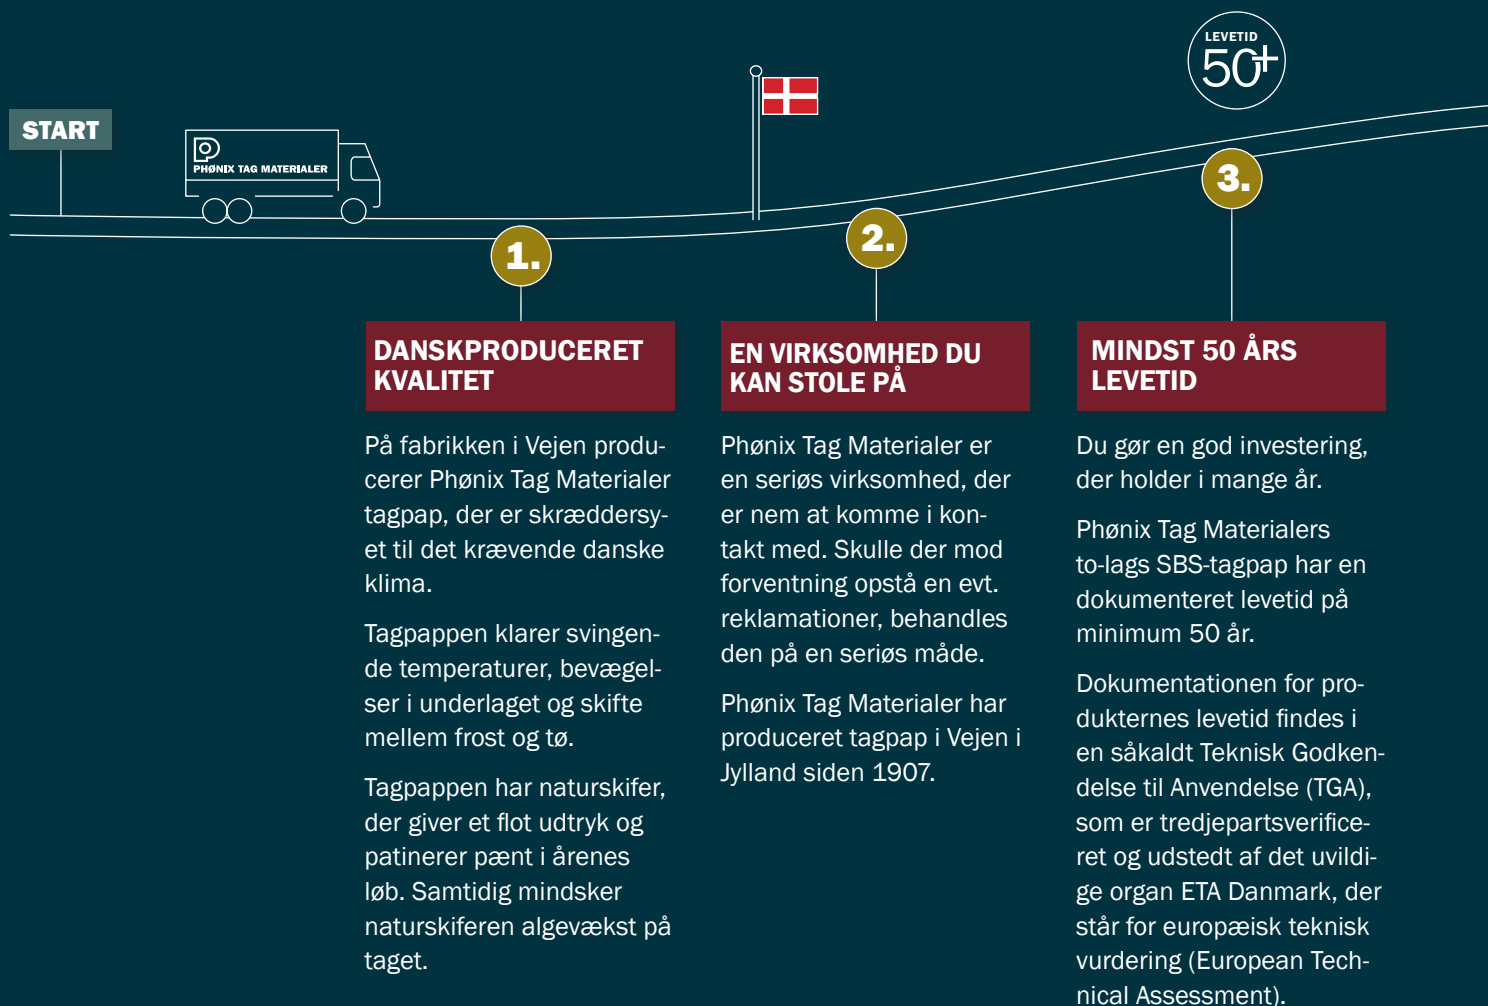 LEVETID
50+
START
PHØNIX TAG MATERIALER
1.
2.
3.
DANSKPRODUCERET
KVALITET
På fabrikken i Vejen produ-
cerer Phønix Tag Materialer
tagpap, der er skræddersy-
et til det krævende danske
klima.
Tagpappen klarer svingen-
de temperaturer, bevægel-
ser i underlaget og skifte
mellem frost og tø.
Tagpappen har naturskifer,
der giver et flot udtryk og
patinerer pænt i årenes
løb. Samtidig mindsker
naturskiferen algevækst på
taget.
EN VIRKSOMHED DU
KAN STOLE PÅ
Phønix Tag Materialer er
en seriøs virksomhed, der
er nem at komme i kon-
takt med. Skulle der mod
forventning opstå en evt.
reklamationer, behandles
den på en seriøs måde.
Phønix Tag Materialer har
produceret tagpap i Vejen i
Jylland siden 1907.
MINDST 50 ÅRS
LEVETID
Du gør en god investering,
der holder i mange år.
Phønix Tag Materialers
to-lags SBS-tagpap har en
dokumenteret levetid på
minimum 50 år.
Dokumentationen for pro-
dukternes levetid findes i
en såkaldt Teknisk Godken-
delse til Anvendelse (TGA),
som er tredjepartsverifice-
ret og udstedt af det uvildi-
ge organ ETA Danmark, der
står for europæisk teknisk
vurdering (European Tech-
nical Assessment).